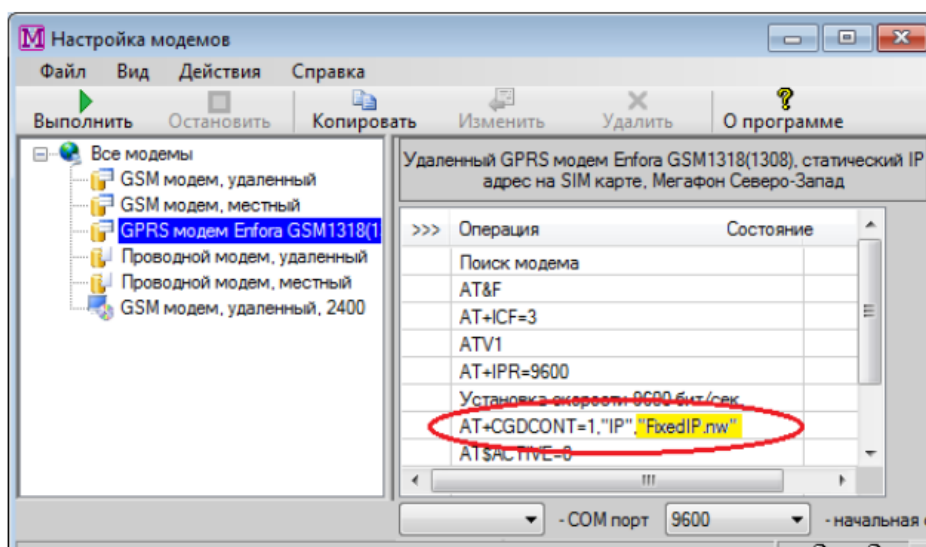 Настройка модемов
Файл Вид Действия Справка
Выполнить Остановить Копировать Изменить Удалить О программе
Все модемы
GSM модем, удаленный
GSM модем, местный
GPRS модем Enfora GSM1318(1
Проводной модем, удаленный
Проводной модем, местный
GSM модем, удаленный, 2400
Удаленный GPRS модем Enfora GSM1318(1308), статический IP
адрес на SIM карте, Мегафон Северо-Запад
>>> Операция Состояние
Поиск модема
AT&F
AT+ICF=3
ATV1
AT+IPR=9600
Установка скорости 9600 бит/сек.
AT+CGDCONT=1,"IP","FixedIP.nw"
AT$ACTIVE=0
- COM порт 9600 - начальная